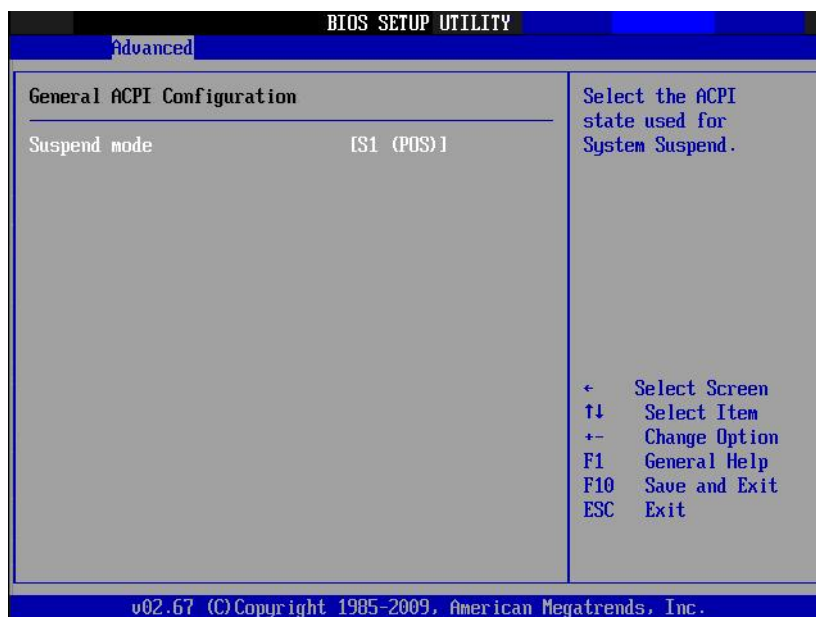 BIOS SETUP UTILITY
Advanced
General ACPI Configuration
Suspend mode [S1 (POS)]
Select the ACPI
state used for
System Suspend.
← Select Screen
↑↓ Select Item
+- Change Option
F1 General Help
F10 Save and Exit
ESC Exit
v02.67 (C)Copyright 1985-2009, American Megatrends, Inc.